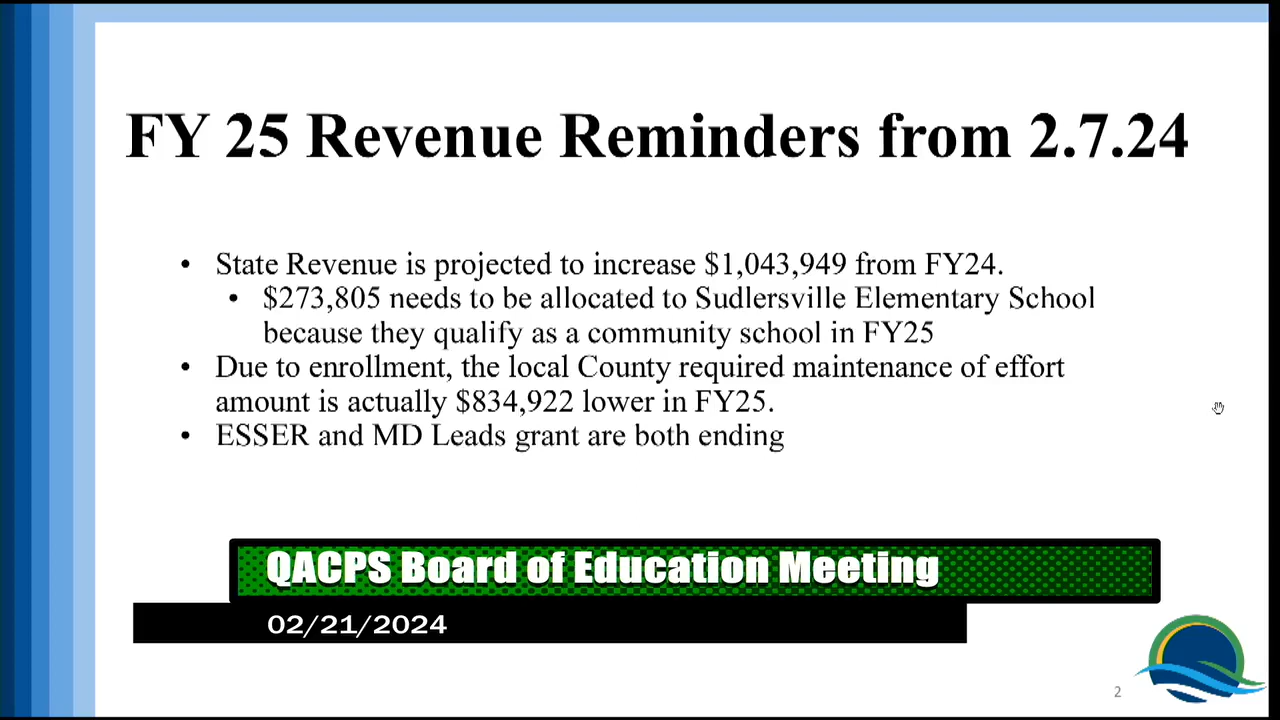 FY 25 Revenue Reminders from 2.7.24
• State Revenue is projected to increase $1,043,949 from FY24.
• $273,805 needs to be allocated to Sudlersville Elementary School
because they qualify as a community school in FY25
• Due to enrollment, the local County required maintenance of effort
amount is actually $834,922 lower in FY25.
• ESSER and MD Leads grant are both ending
QACPS Board of Education Meeting
02/21/2024
2